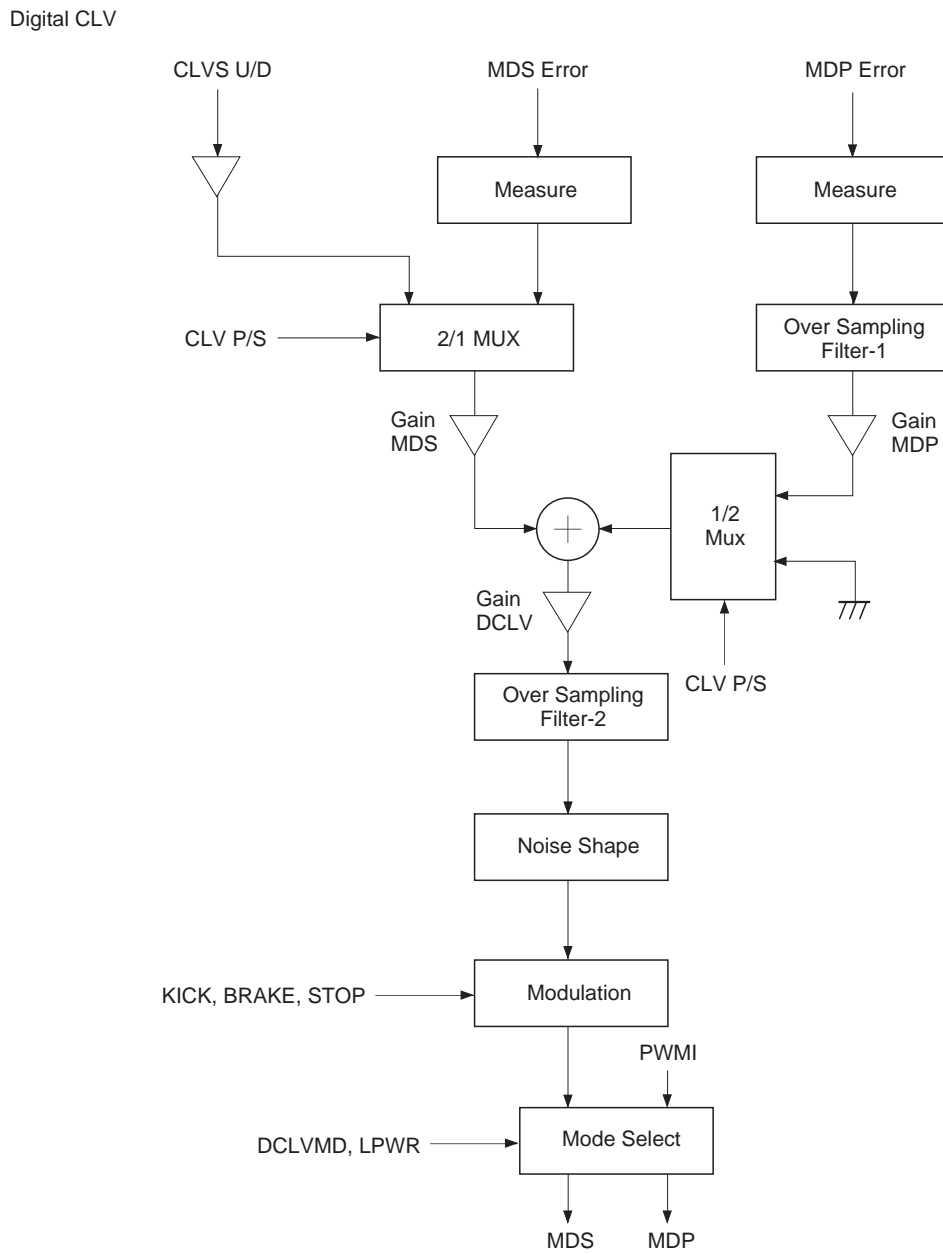 Digital CLV
CLVS U/D
MDS Error
MDP Error
Measure
Measure
CLV P/S
2/1 MUX
Over Sampling
Filter-1
Gain
MDS
Gain
MDP
1/2
Mux
Gain
DCLV
CLV P/S
Over Sampling
Filter-2
Noise Shape
KICK, BRAKE, STOP
Modulation
PWMI
DCLVMD, LPWR
Mode Select
MDS
MDP